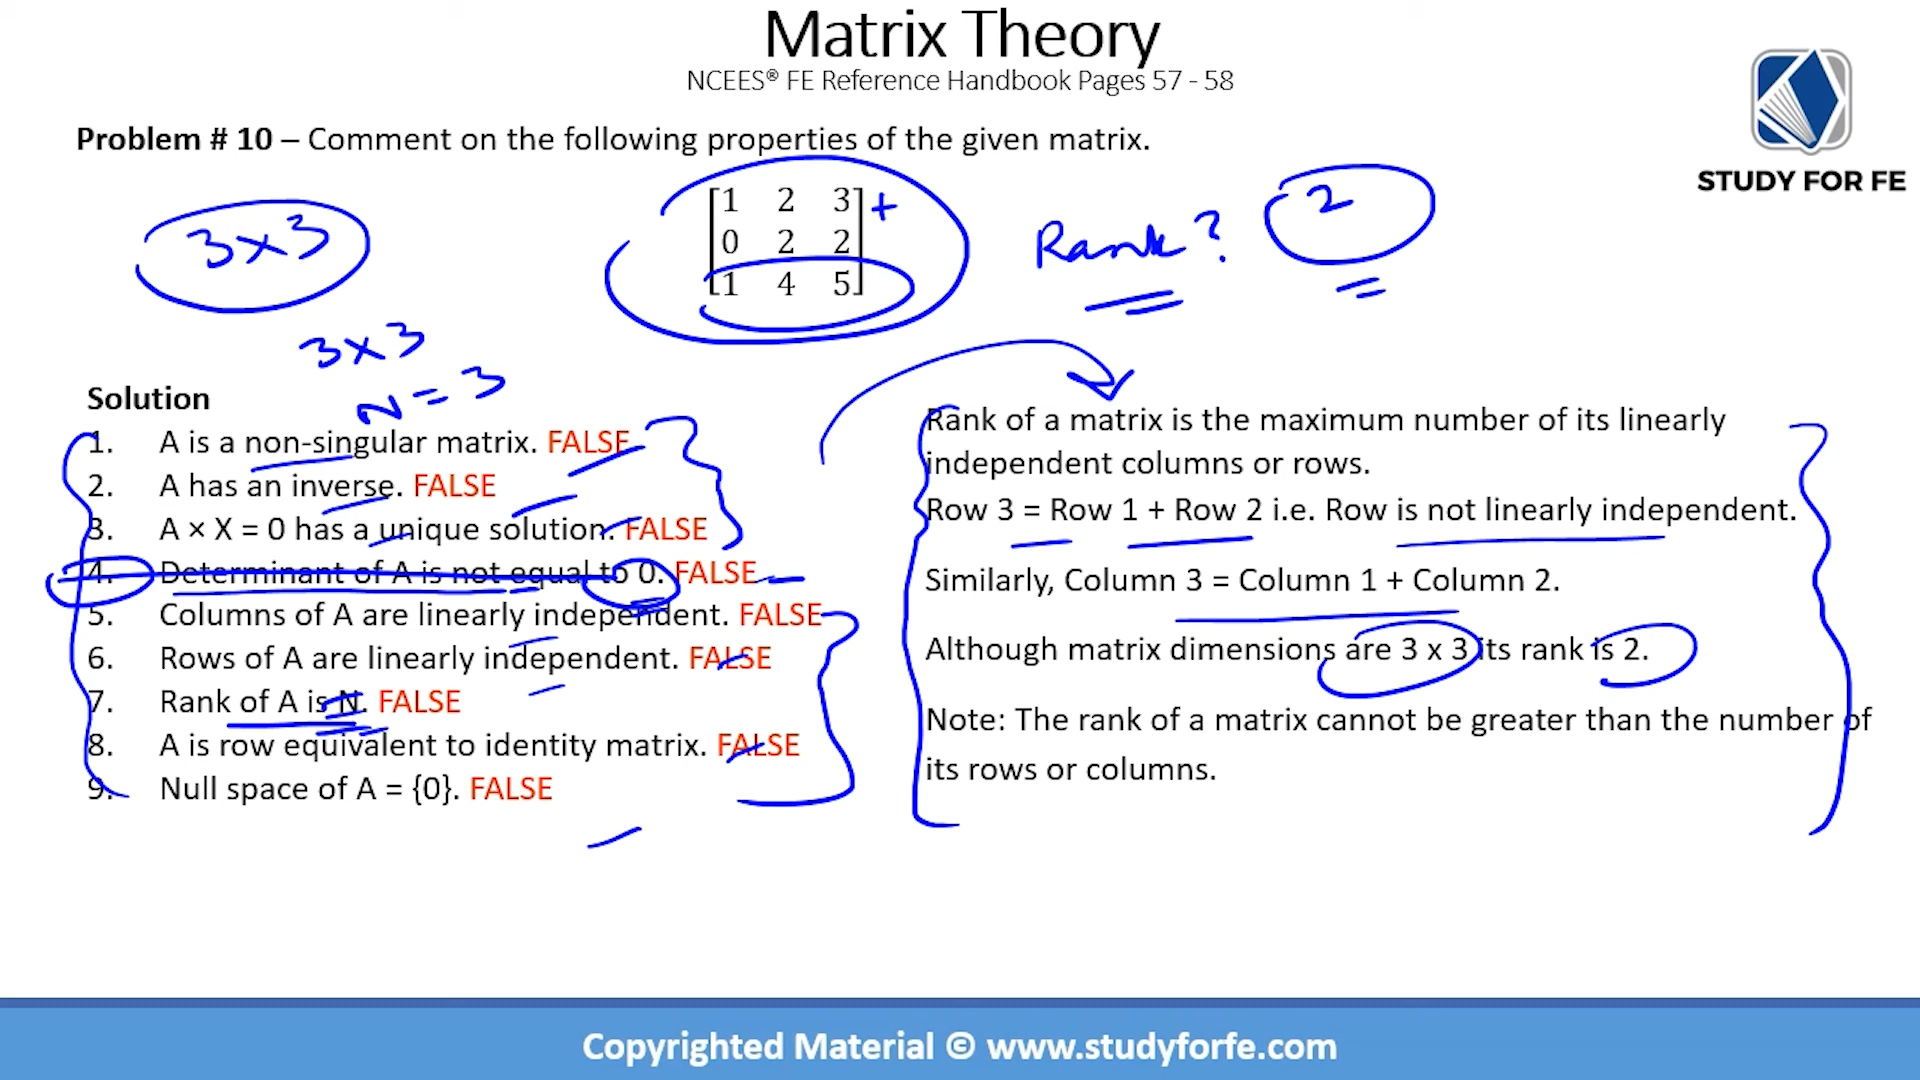 Matrix Theory
NCEES® FE Reference Handbook Pages 57 - 58
STUDY FOR FE
Problem # 10 – Comment on the following properties of the given matrix.
3x3
1 2 3 +
0 2 2
1 4 5
Rank? 2
3x3
N = 3
Solution
1. A is a non-singular matrix. FALSE
2. A has an inverse. FALSE
3. A × X = 0 has a unique solution. FALSE
4. Determinant of A is not equal to 0. FALSE
5. Columns of A are linearly independent. FALSE
6. Rows of A are linearly independent. FALSE
7. Rank of A is N. FALSE
8. A is row equivalent to identity matrix. FALSE
9. Null space of A = {0}. FALSE
Rank of a matrix is the maximum number of its linearly
independent columns or rows.
Row 3 = Row 1 + Row 2 i.e. Row is not linearly independent.
Similarly, Column 3 = Column 1 + Column 2.
Although matrix dimensions are 3 x 3 its rank is 2.
Note: The rank of a matrix cannot be greater than the number of
its rows or columns.
Copyrighted Material © www.studyforfe.com